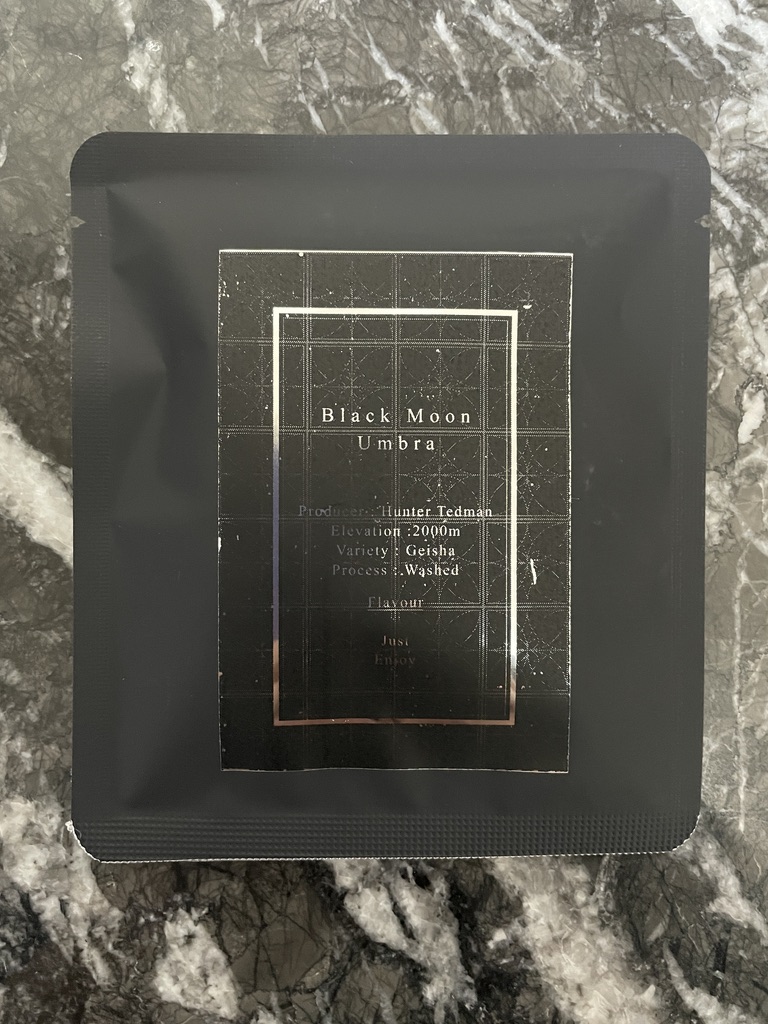 Black Moon
Umbra
Producer : Hunter Tedman
Elevation :2000m
Variety : Geisha
Process : Washed
Flavour
Just
Enjoy